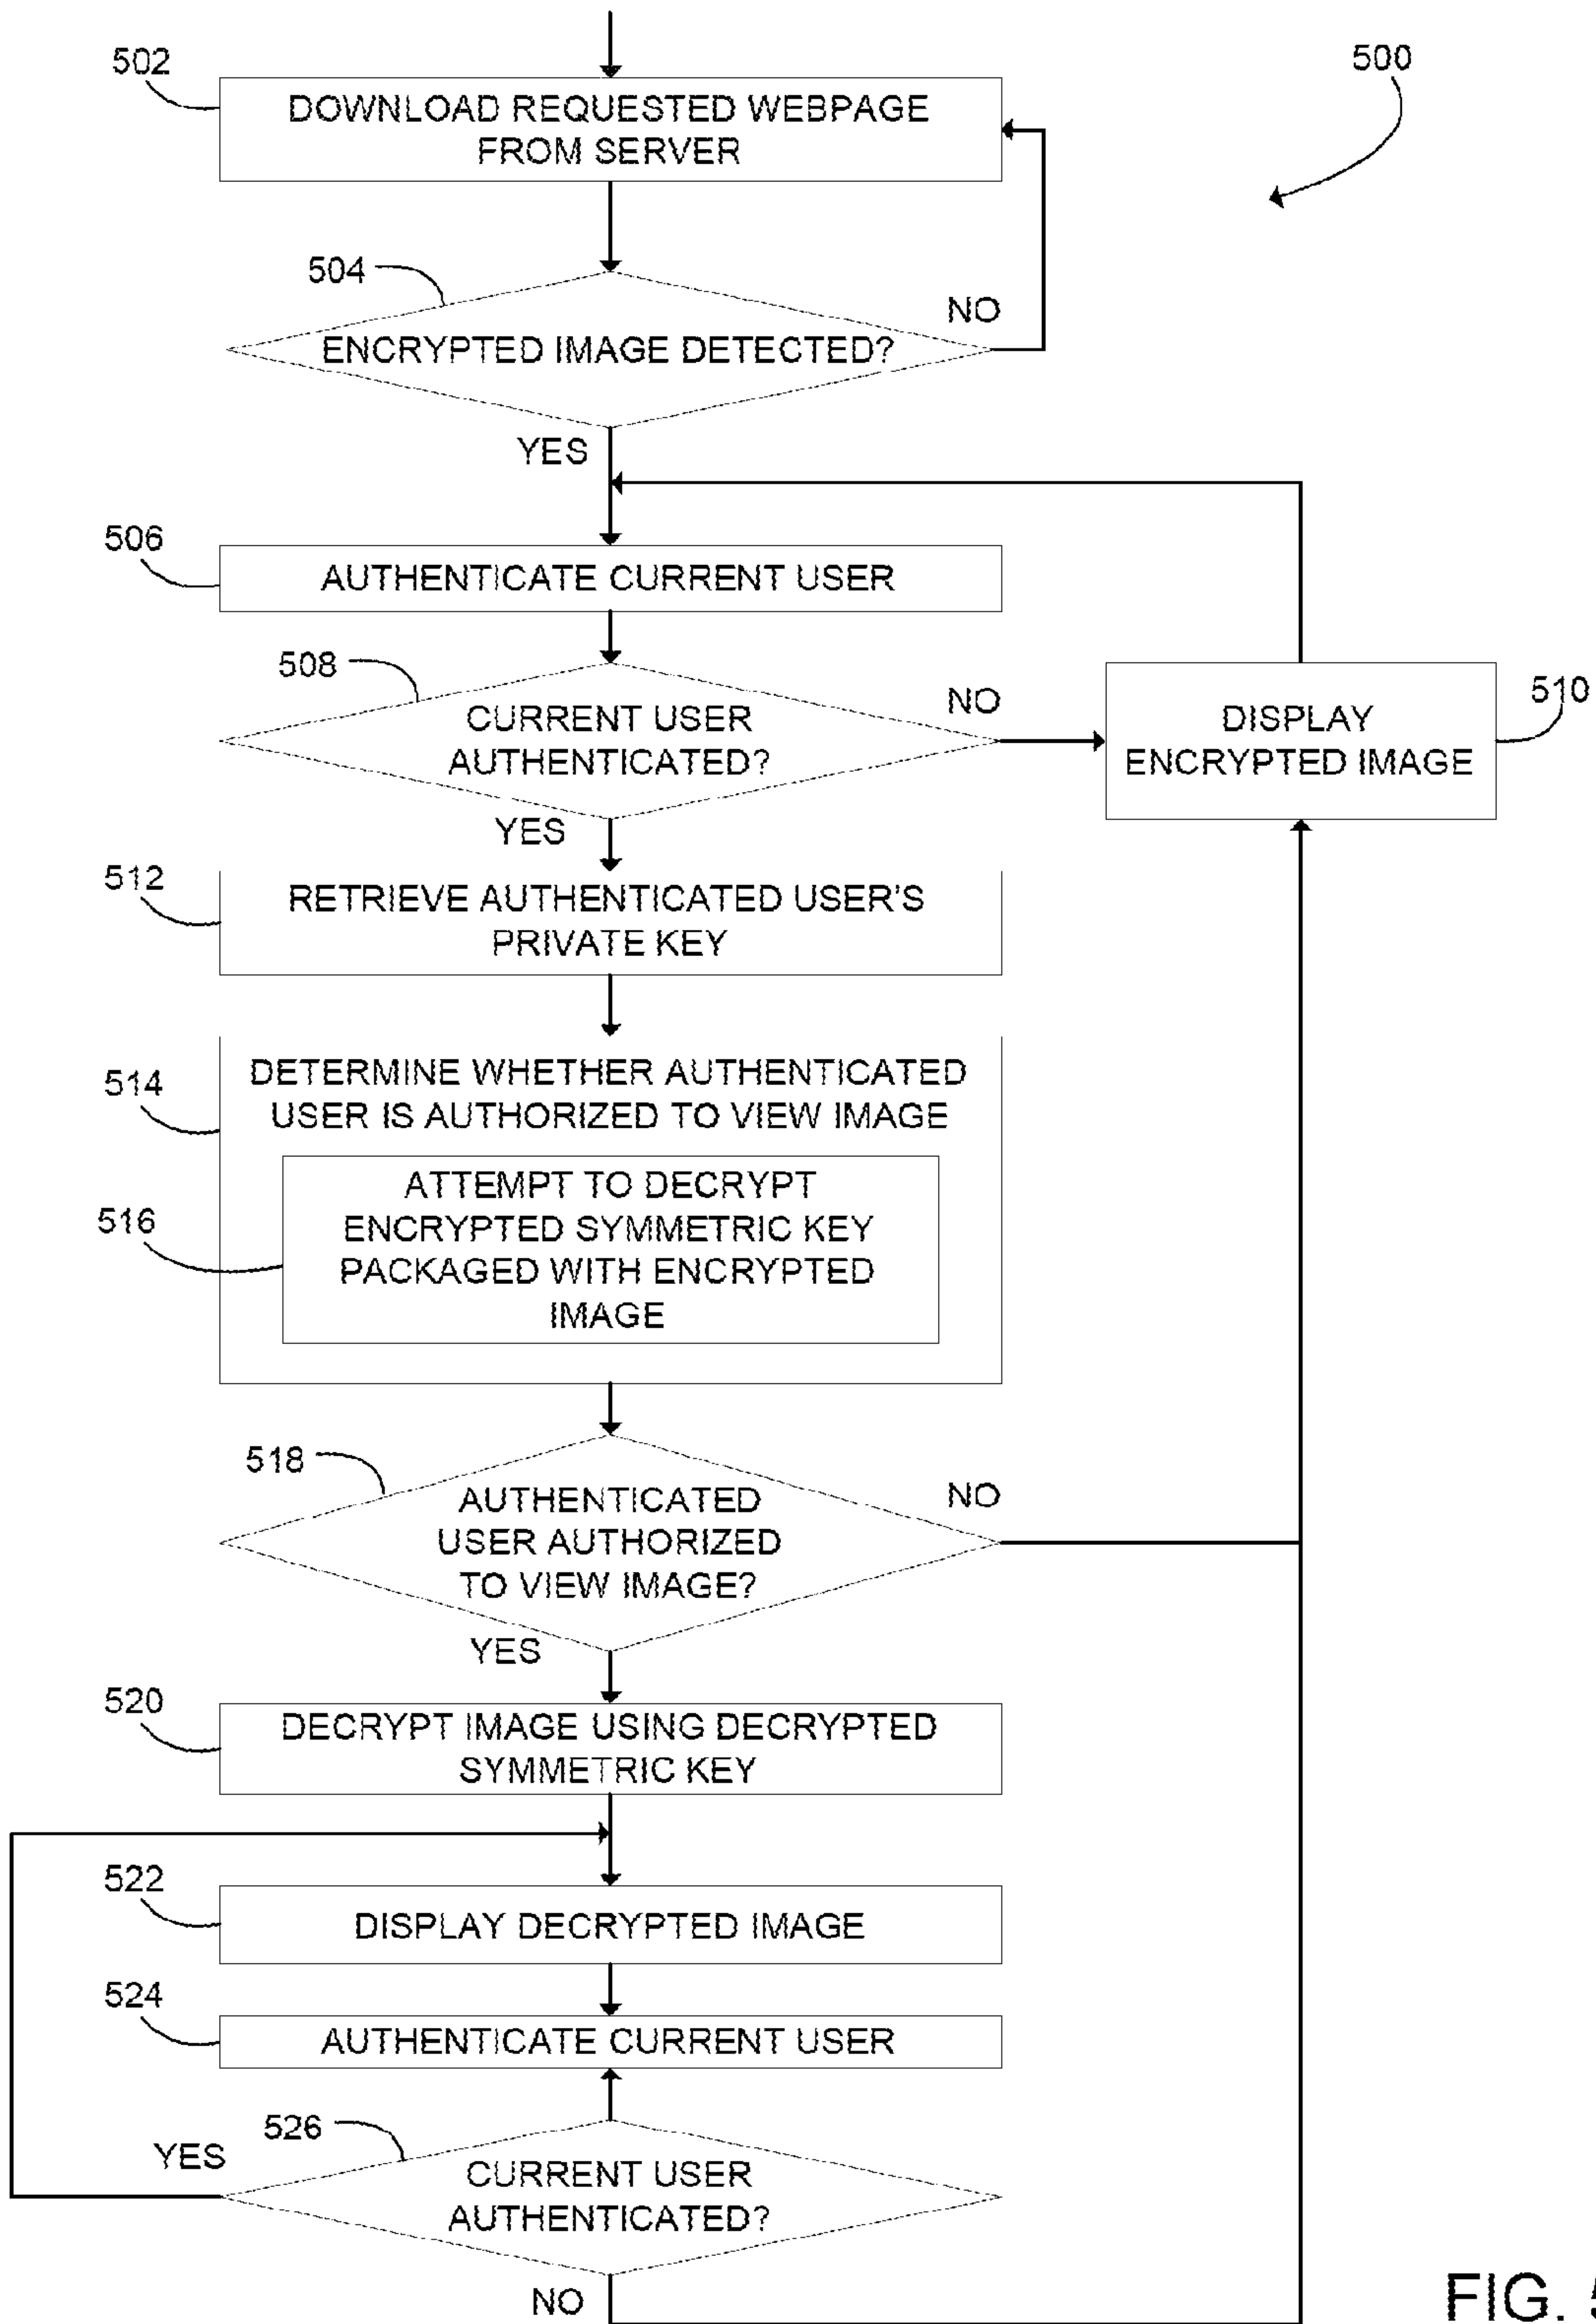 502
500
DOWNLOAD REQUESTED WEBPAGE
FROM SERVER
504
NO
ENCRYPTED IMAGE DETECTED?
YES
506
AUTHENTICATE CURRENT USER
508
NO
510
CURRENT USER
AUTHENTICATED?
DISPLAY
ENCRYPTED IMAGE
YES
512
RETRIEVE AUTHENTICATED USER'S
PRIVATE KEY
514
DETERMINE WHETHER AUTHENTICATED
USER IS AUTHORIZED TO VIEW IMAGE
516
ATTEMPT TO DECRYPT
ENCRYPTED SYMMETRIC KEY
PACKAGED WITH ENCRYPTED
IMAGE
518
NO
AUTHENTICATED
USER AUTHORIZED
TO VIEW IMAGE?
YES
520
DECRYPT IMAGE USING DECRYPTED
SYMMETRIC KEY
522
DISPLAY DECRYPTED IMAGE
524
AUTHENTICATE CURRENT USER
526
YES
CURRENT USER
AUTHENTICATED?
NO
FIG. 5